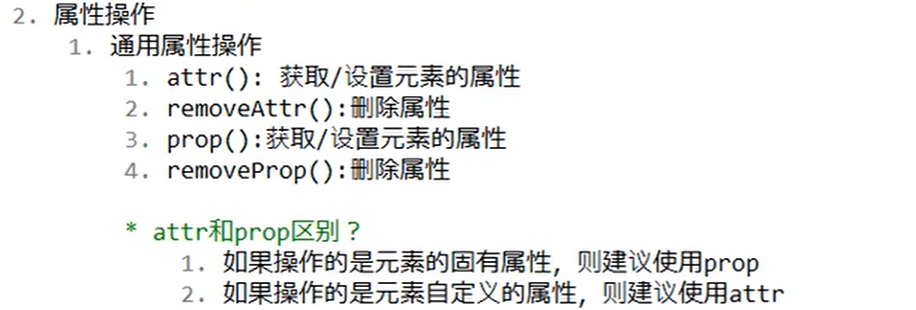 2. 属性操作
1. 通用属性操作
1. attr(): 获取/设置元素的属性
2. removeAttr():删除属性
3. prop():获取/设置元素的属性
4. removeProp():删除属性
* attr和prop区别？
1. 如果操作的是元素的固有属性，则建议使用prop
2. 如果操作的是元素自定义的属性，则建议使用attr